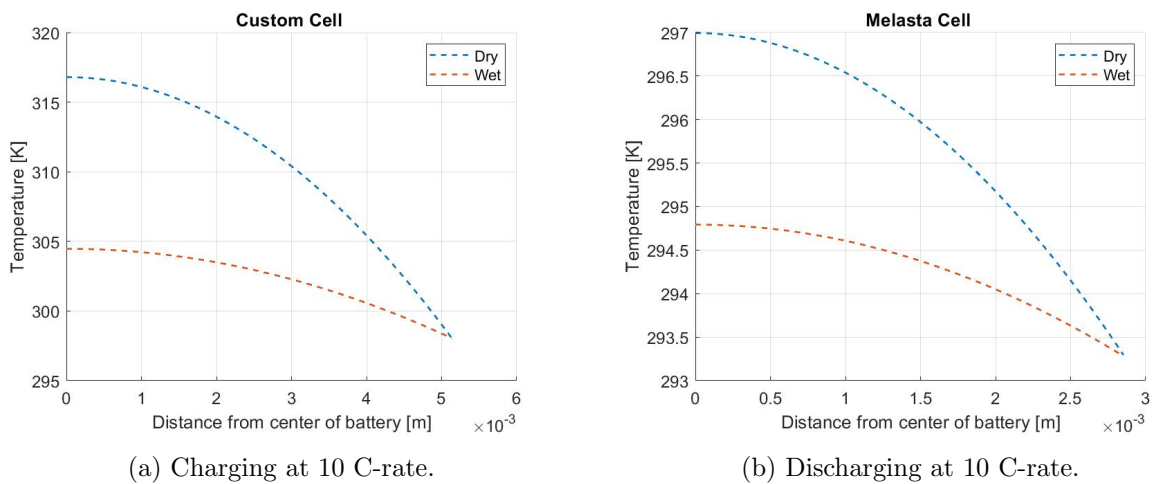 Custom Cell
320
315
310
305
300
295
Temperature [K]
Dry
Wet
0 1 2 3 4 5 6
Distance from center of battery [m]
×10⁻³
(a) Charging at 10 C-rate.
Melasta Cell
297
296.5
296
295.5
295
294.5
294
293.5
293
Temperature [K]
Dry
Wet
0 0.5 1 1.5 2 2.5 3
Distance from center of battery [m]
×10⁻³
(b) Discharging at 10 C-rate.